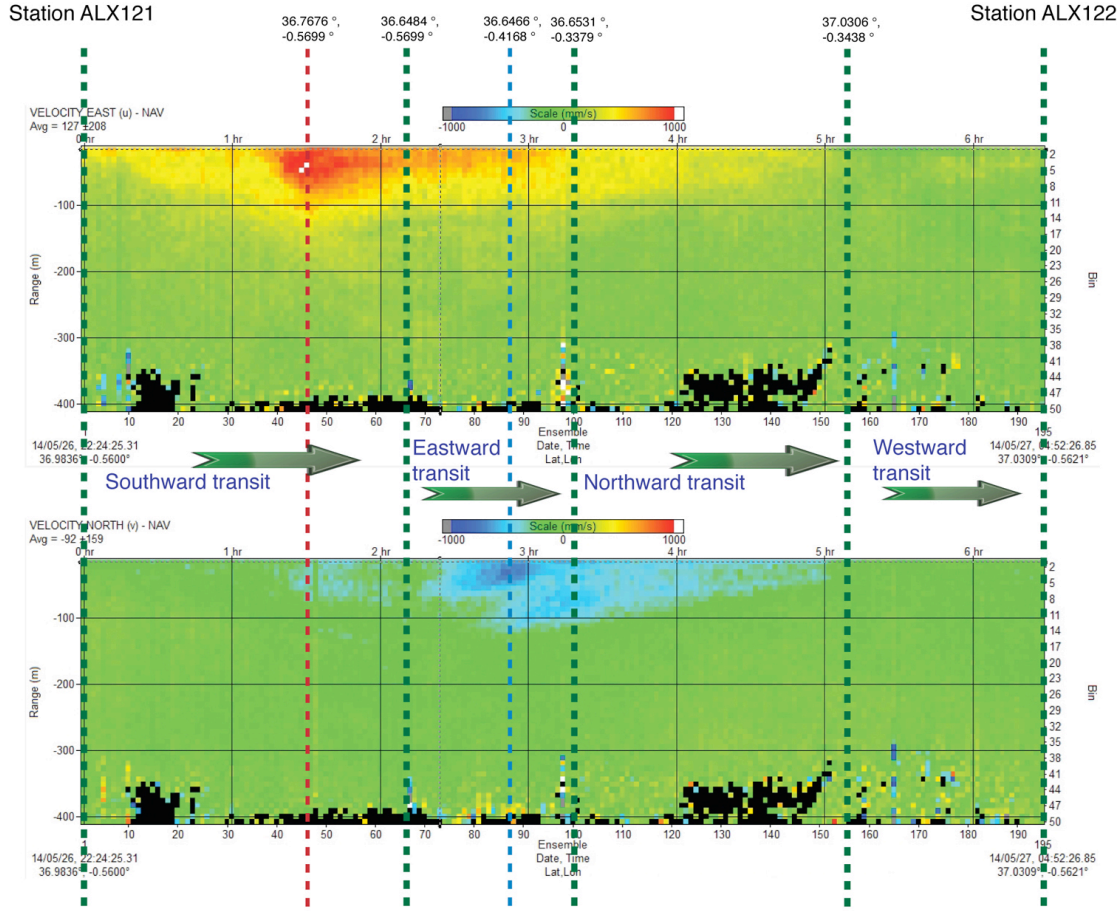 Station ALX121
36.7676 °,
-0.5699 °
36.6484 °,
-0.5699 °
36.6466 °,
-0.4168 °
36.6531 °,
-0.3379 °
37.0306 °,
-0.3438 °
Station ALX122
VELOCITY EAST (u) - NAV
Avg = 127 ±208
Scale (mm/s)
-1000 0 1000
0 hr 1 hr 2 hr 3 hr 4 hr 5 hr 6 hr
Range (m)
-100
-200
-300
-400
2
5
8
11
14
17
20
23
26
29
32
35
38
41
44
47
50
Bin
10 20 30 40 50 60 70 80 90 100 110 120 130 140 150 160 170 180 190
1 Ensemble 195
14/05/26, 22:24:25.31 Date, Time 14/05/27, 04:52:26.85
36.9836°, -0.5600° Lat,Lon 37.0309°, -0.5621°
Southward transit
Eastward
transit
Northward transit
Westward
transit
VELOCITY NORTH (v) - NAV
Avg = -92 ±159
Scale (mm/s)
-1000 0 1000
0 hr 1 hr 2 hr 3 hr 4 hr 5 hr 6 hr
Range (m)
-100
-200
-300
-400
2
5
8
11
14
17
20
23
26
29
32
35
38
41
44
47
50
Bin
10 20 30 40 50 60 70 80 90 100 110 120 130 140 150 160 170 180 190
1 Ensemble 195
14/05/26, 22:24:25.31 Date, Time 14/05/27, 04:52:26.85
36.9836°, -0.5600° Lat,Lon 37.0309°, -0.5621°